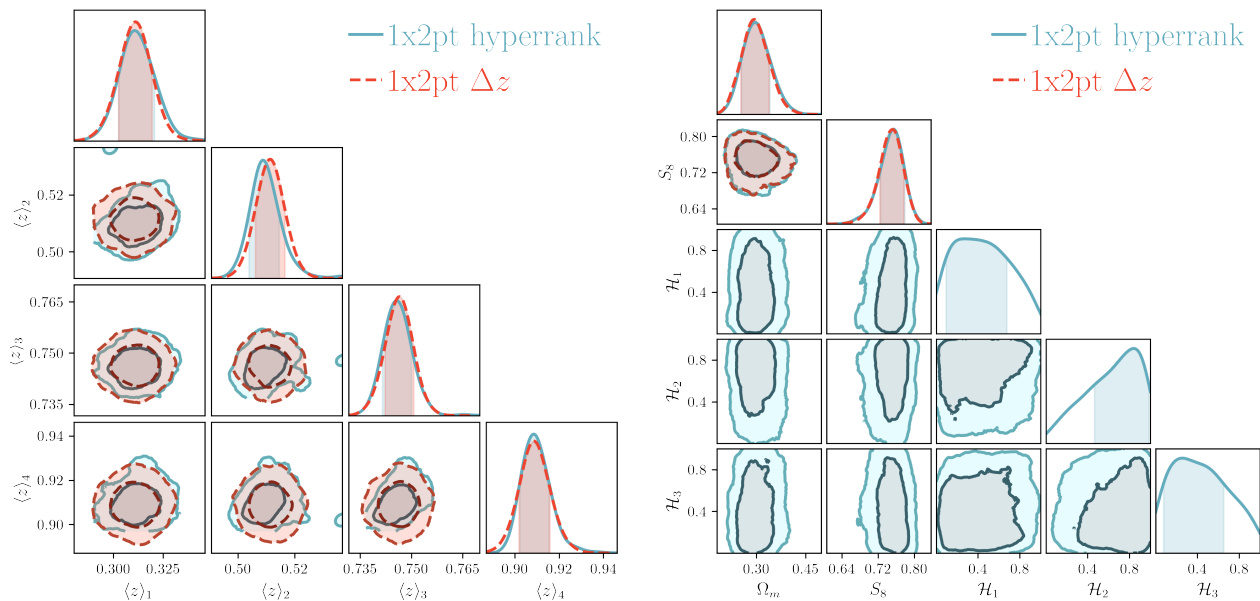 1x2pt hyperrank
1x2pt Δz
0.52
0.50
⟨z⟩₂
0.765
0.750
0.735
⟨z⟩₃
0.94
0.92
0.90
⟨z⟩₄
0.300 0.325 0.50 0.52 0.735 0.750 0.765 0.90 0.92 0.94
⟨z⟩₁ ⟨z⟩₂ ⟨z⟩₃ ⟨z⟩₄
1x2pt hyperrank
1x2pt Δz
0.80
0.72
0.64
S₈
0.8
0.4
ℋ₁
0.8
0.4
ℋ₂
0.8
0.4
ℋ₃
0.30 0.45 0.64 0.72 0.80 0.4 0.8 0.4 0.8 0.4 0.8
Ωₘ S₈ ℋ₁ ℋ₂ ℋ₃